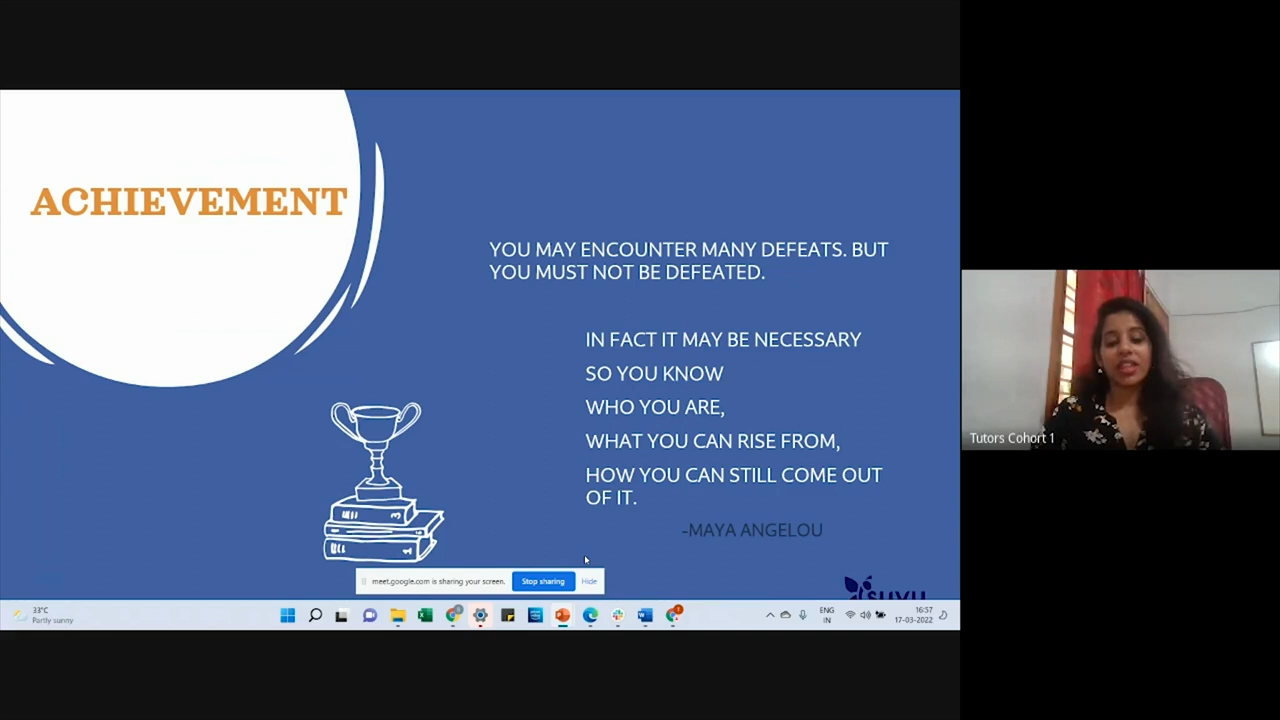 ACHIEVEMENT
YOU MAY ENCOUNTER MANY DEFEATS. BUT
YOU MUST NOT BE DEFEATED.
IN FACT IT MAY BE NECESSARY
SO YOU KNOW
WHO YOU ARE,
WHAT YOU CAN RISE FROM,
HOW YOU CAN STILL COME OUT
OF IT.
-MAYA ANGELOU
meet.google.com is sharing your screen. Stop sharing Hide
Tutors Cohort 1
33°C
Partly sunny
ENG
IN
16:57
17-03-2022